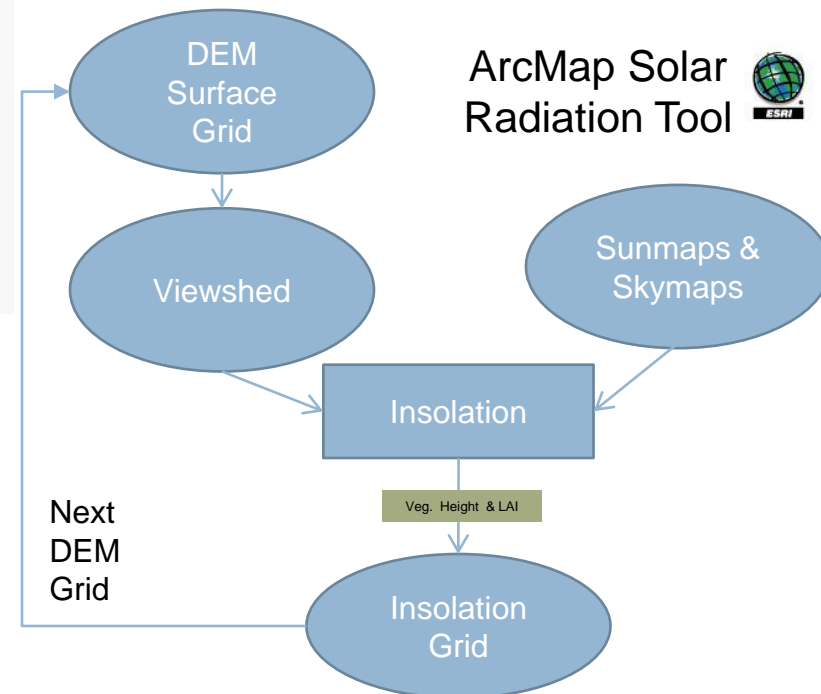 DEM
Surface
Grid
ArcMap Solar
Radiation Tool
ESRI
Viewshed
Sunmaps &
Skymaps
Insolation
Veg. Height & LAI
Next
DEM
Grid
Insolation
Grid